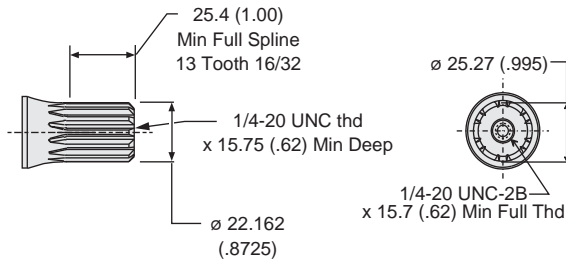 25.4 (1.00)
Min Full Spline
13 Tooth 16/32
1/4-20 UNC thd
x 15.75 (.62) Min Deep
ø 22.162
(.8725)
ø 25.27 (.995)
1/4-20 UNC-2B
x 15.7 (.62) Min Full Thd